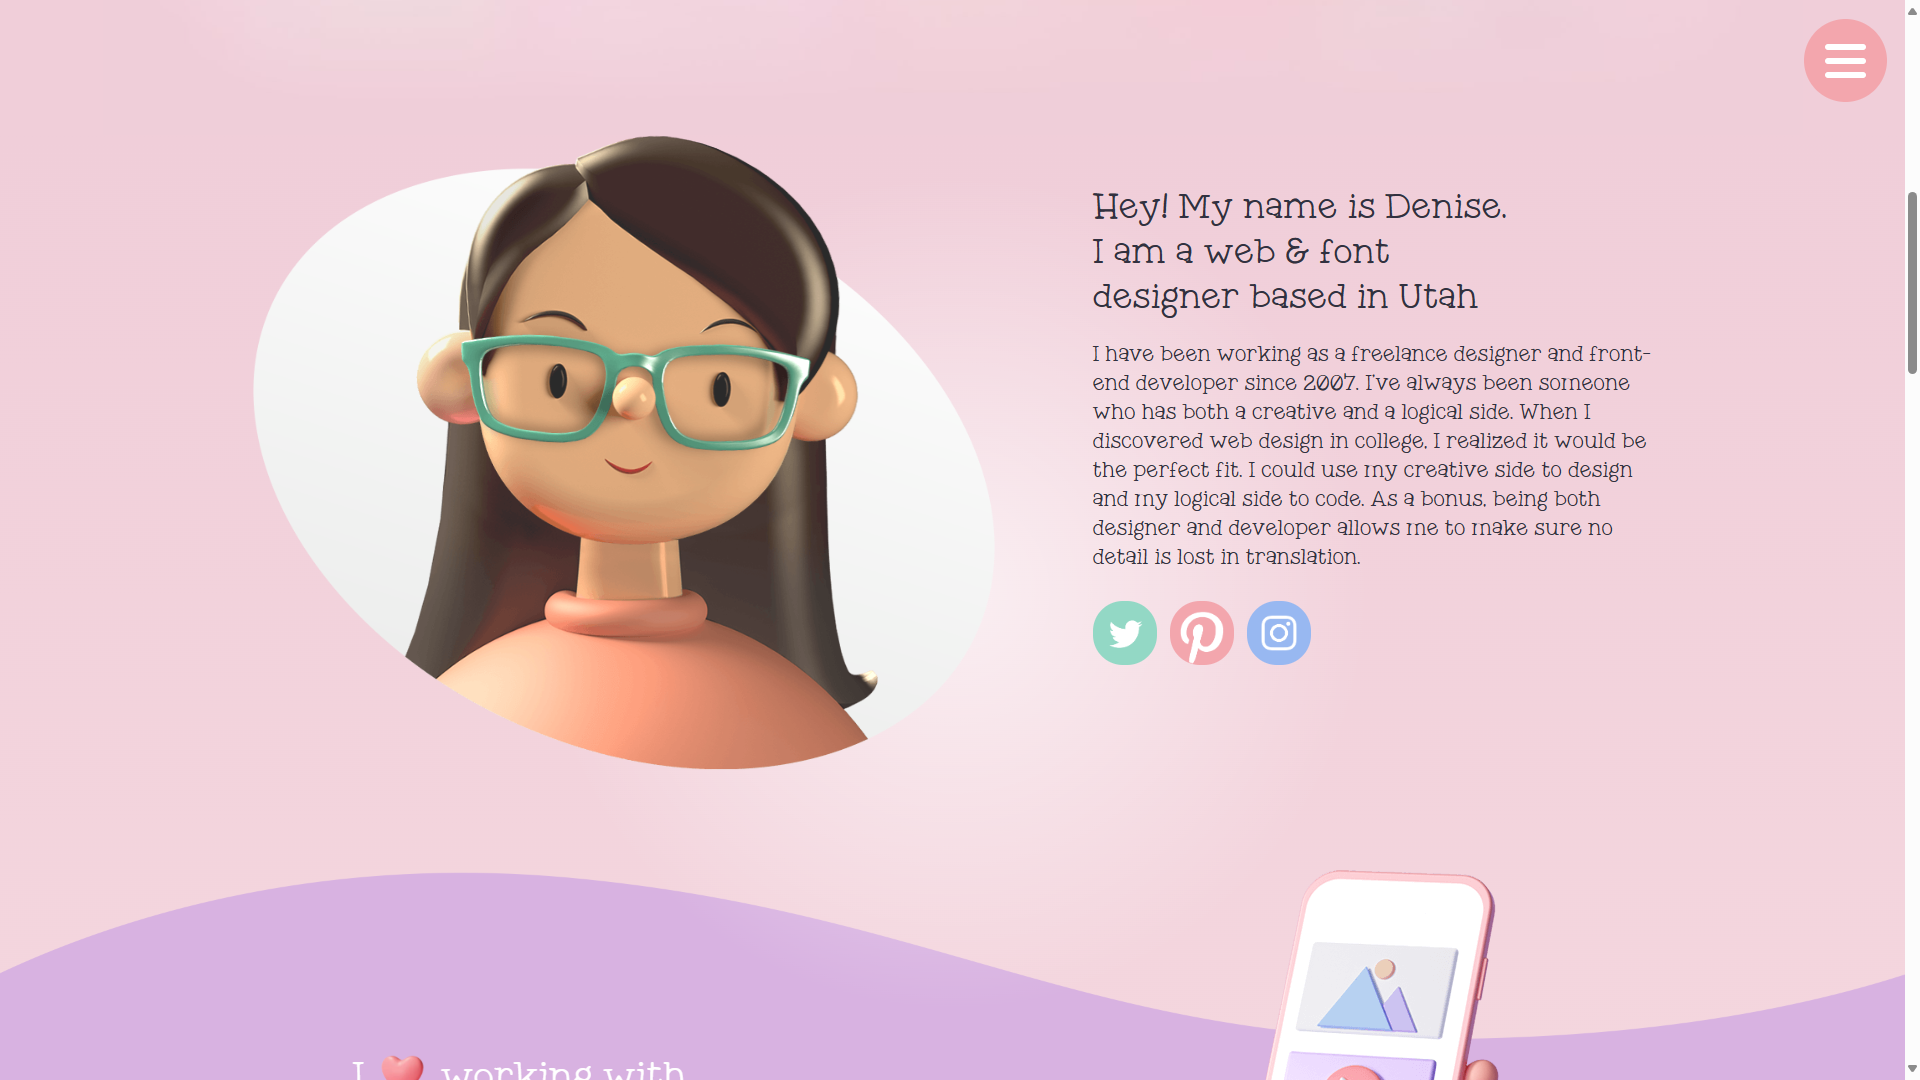 Hey! My name is Denise.
I am a web & font
designer based in Utah
I have been working as a freelance designer and front-
end developer since 2007. I've always been someone
who has both a creative and a logical side. When I
discovered web design in college, I realized it would be
the perfect fit. I could use my creative side to design
and my logical side to code. As a bonus, being both
designer and developer allows me to make sure no
detail is lost in translation.
I ❤ working with